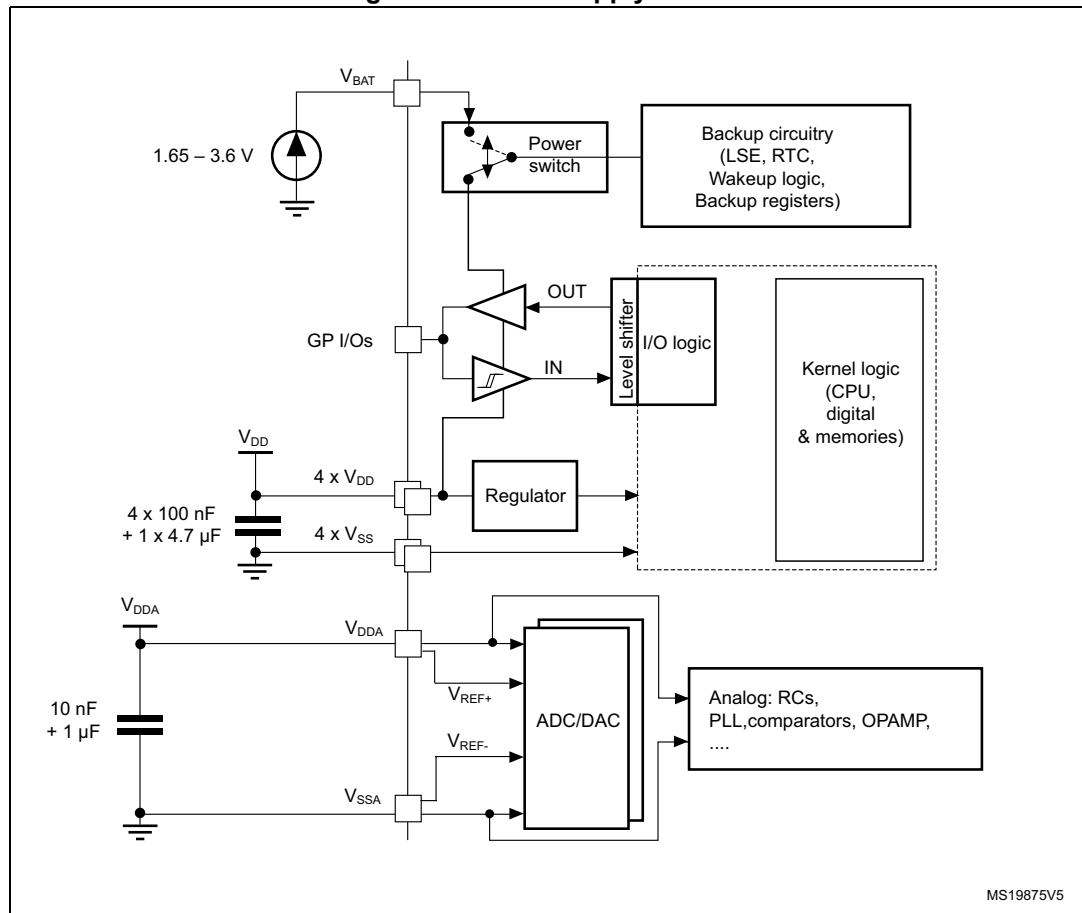 VBAT
1.65 – 3.6 V
Power
switch
Backup circuitry
(LSE, RTC,
Wakeup logic,
Backup registers)
OUT
GP I/Os
IN
Level shifter
I/O logic
Kernel logic
(CPU,
digital
& memories)
VDD
4 x VDD
Regulator
4 x 100 nF
+ 1 x 4.7 µF
4 x VSS
VDDA
VDDA
VREF+
10 nF
+ 1 µF
ADC/DAC
Analog: RCs,
PLL,comparators, OPAMP,
....
VREF-
VSSA
MS19875V5